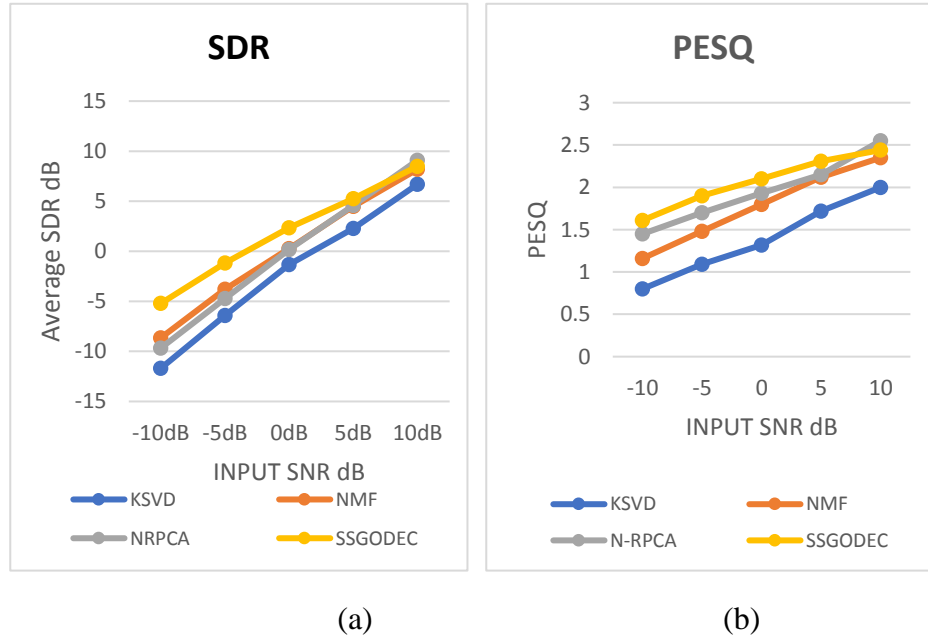 SDR
15
10
5
0
-5
-10
-15
Average SDR dB
-10dB -5dB 0dB 5dB 10dB
INPUT SNR dB
KSVD NMF
NRPCA SSGODEC
(a)
PESQ
3
2.5
2
1.5
1
0.5
0
PESQ
-10 -5 0 5 10
INPUT SNR dB
KSVD NMF
N-RPCA SSGODEC
(b)